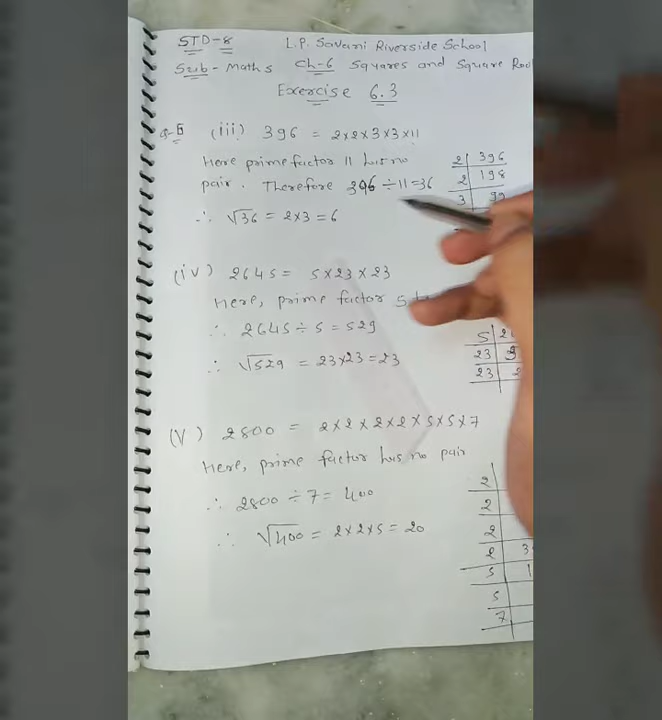 STD-8 L.P. Savani Riverside School
Sub-Maths Ch-6 Squares and Square
Exercise 6.3
Q-6 (iii) 396 = 2×2×3×3×11
Here prime factor 11 has no
pair. Therefore 396 ÷ 11 = 36
∴ √36 = 2×3 = 6
2 | 396
2 | 198
3 | 99
(iv) 2645 = 5×23×23
Here, prime factor 5
∴ 2645 ÷ 5 = 529
∴ √529 = 23×23 = 23
5
23
23
(V) 2800 = 2×2×2×2×5×5×7
Here, prime factor has no pair
∴ 2800 ÷ 7 = 400
∴ √400 = 2×2×5 = 20
2
2
2
2
5
5
7